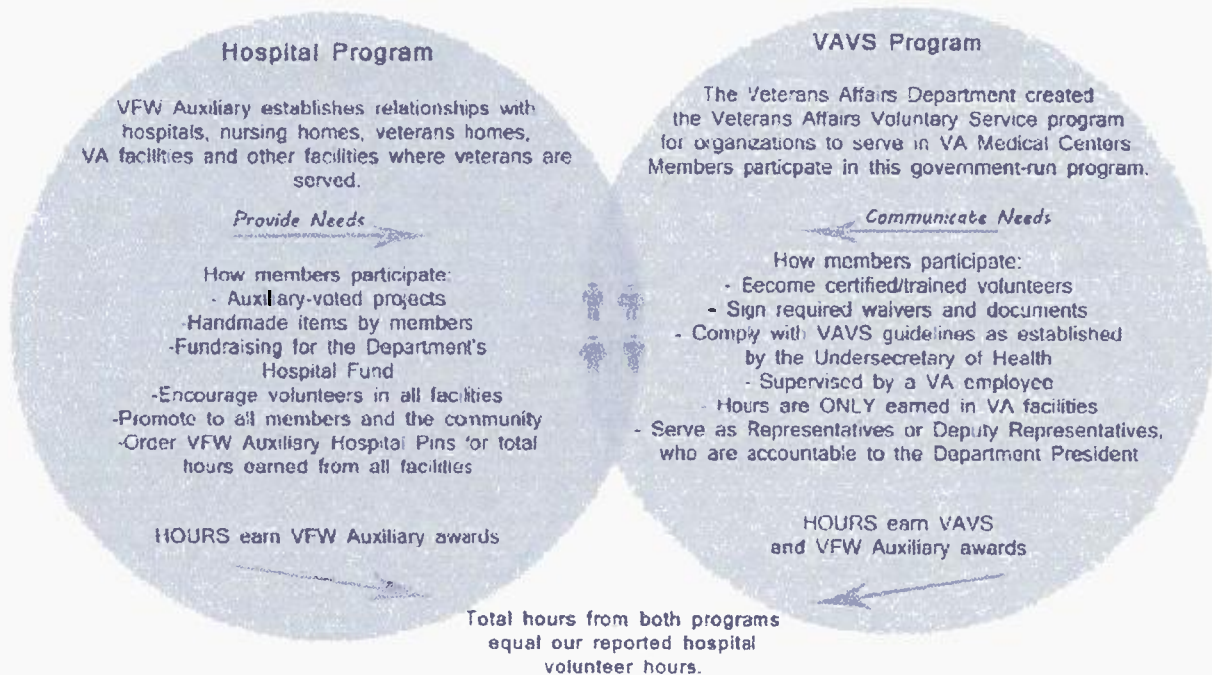 Hospital Program
VFW Auxiliary establishes relationships with
hospitals, nursing homes, veterans homes,
VA facilities and other facilities where veterans are
served.
Provide Needs
How members participate:
- Auxiliary-voted projects
-Handmade items by members
-Fundraising for the Department's
Hospital Fund
-Encourage volunteers in all facilities
-Promote to all members and the community
-Order VFW Auxiliary Hospital Pins for total
hours earned from all facilities
HOURS earn VFW Auxiliary awards
VAVS Program
The Veterans Affairs Department created
the Veterans Affairs Voluntary Service program
for organizations to serve in VA Medical Centers
Members particpate in this government-run program.
Communicate Needs
How members participate:
- Eecome certified/trained volunteers
- Sign required waivers and documents
- Comply with VAVS guidelines as established
by the Undersecretary of Health
- Supervised by a VA employee
- Hours are ONLY earned in VA facilities
- Serve as Representatives or Deputy Representatives,
who are accountable to the Department President
HOURS earn VAVS
and VFW Auxiliary awards
Total hours from both programs
equal our reported hospital
volunteer hours.